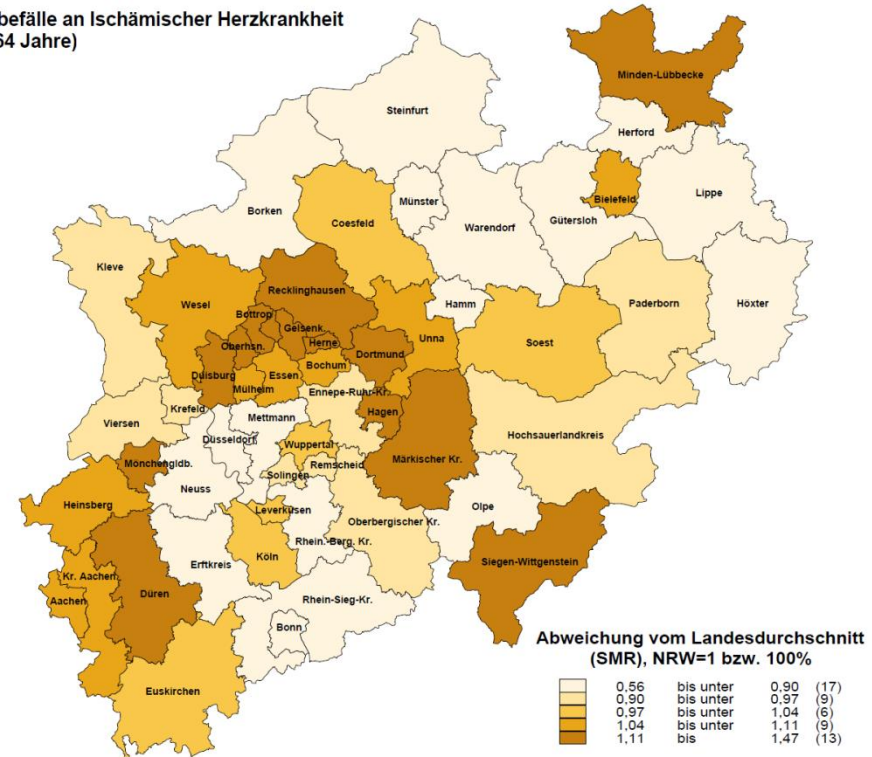 befälle an Ischämischer Herzkrankheit
64 Jahre)
Minden-Lübbecke
Steinfurt
Herford
Münster
Bielefeld
Lippe
Borken
Coesfeld
Warendorf
Gütersloh
Kleve
Recklinghausen
Hamm
Paderborn
Höxter
Wesel
Bottrop
Gelsenk.
Unna
Soest
Oberhsn.
Herne
Dortmund
Duisburg
Essen
Bochum
Mülheim
Ennepe-Ruhr-Kr.
Krefeld
Hagen
Viersen
Mettmann
Düsseldorf
Wuppertal
Hochsauerlandkreis
Mönchengldb.
Remscheid
Märkischer Kr.
Solingen
Neuss
Heinsberg
Leverkusen
Olpe
Oberbergischer Kr.
Rhein.-Berg. Kr.
Köln
Erftkreis
Siegen-Wittgenstein
Kr. Aachen
Düren
Aachen
Rhein-Sieg-Kr.
Bonn
Euskirchen
Abweichung vom Landesdurchschnitt
(SMR), NRW=1 bzw. 100%
0,56 bis unter 0,90 (17)
0,90 bis unter 0,97 (9)
0,97 bis unter 1,04 (6)
1,04 bis unter 1,11 (9)
1,11 bis 1,47 (13)